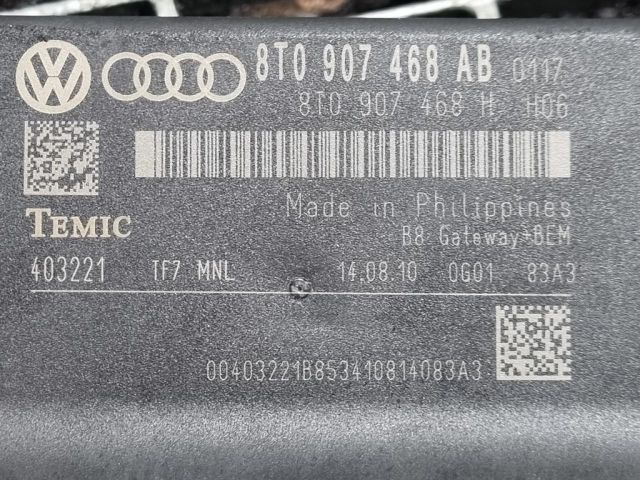 8T0 907 468 AB 0117
8T0 907 468 H H06
TEMIC
Made in Philippines
B8 Gateway+BEM
403221 TF7 MNL 14.08.10 0G01 83A3
00403221B853410814083A3